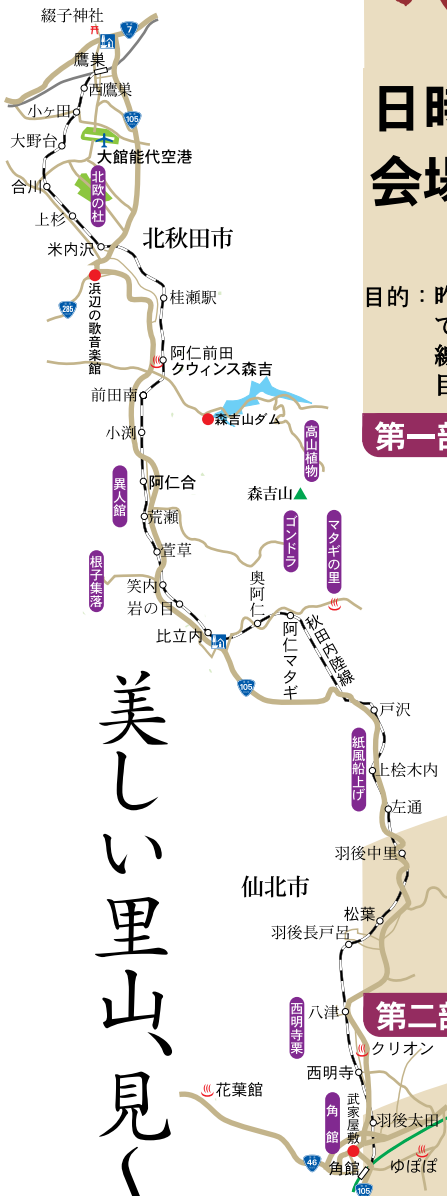 綴子神社
7
鷹巣
西鷹巣
小ヶ田
105
大野台
大館能代空港
合川
北欧の杜
上杉
米内沢
北秋田市
浜辺の歌音楽館
桂瀬駅
285
阿仁前田
クウィンス森吉
前田南
森吉山ダム
小渕
高山植物
阿仁合
異人館
森吉山
荒瀬
ゴンドラ
マタギの里
萱草
根子集落
笑内
奥阿仁
岩の目
比立内
阿仁マタギ
秋田内陸線
105
戸沢
紙風船上げ
上桧木内
左通
羽後中里
仙北市
松葉
羽後長戸呂
西明寺栗
八津
クリオン
西明寺
花葉館
角館
武家屋敷
羽後太田
46
角館
ゆぽぽ
105
美しい里山、見く
会場
目的：昨
第一部
第二部